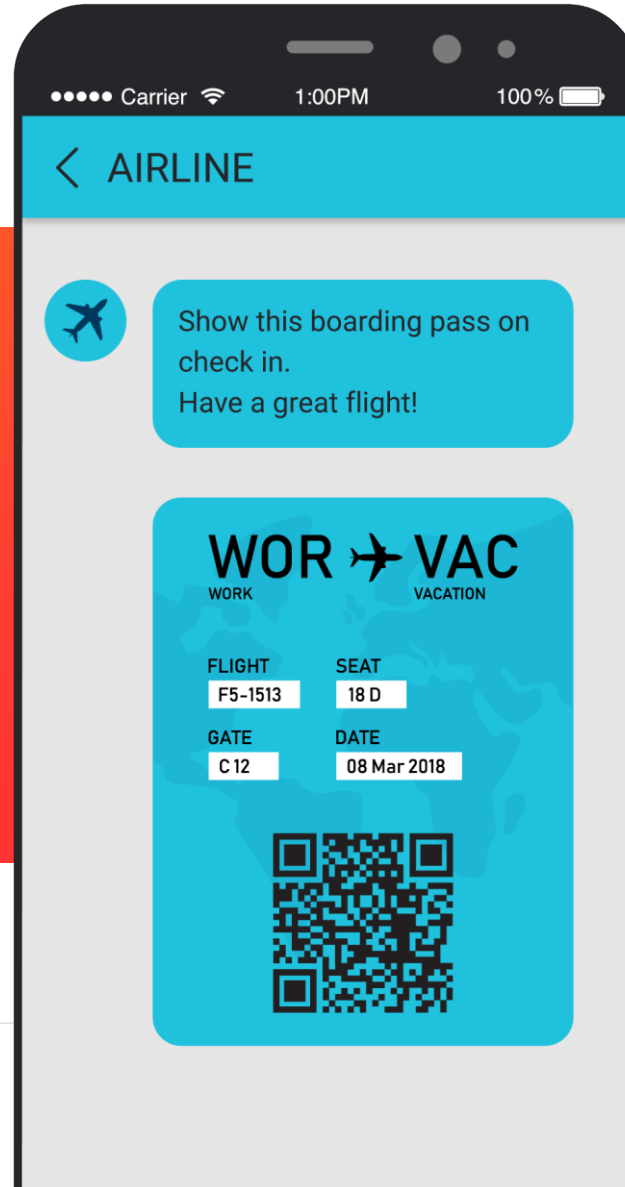 Carrier 1:00PM 100%
AIRLINE
Show this boarding pass on
check in.
Have a great flight!
WOR VAC
WORK VACATION
FLIGHT SEAT
F5-1513 18 D
GATE DATE
C 12 08 Mar 2018